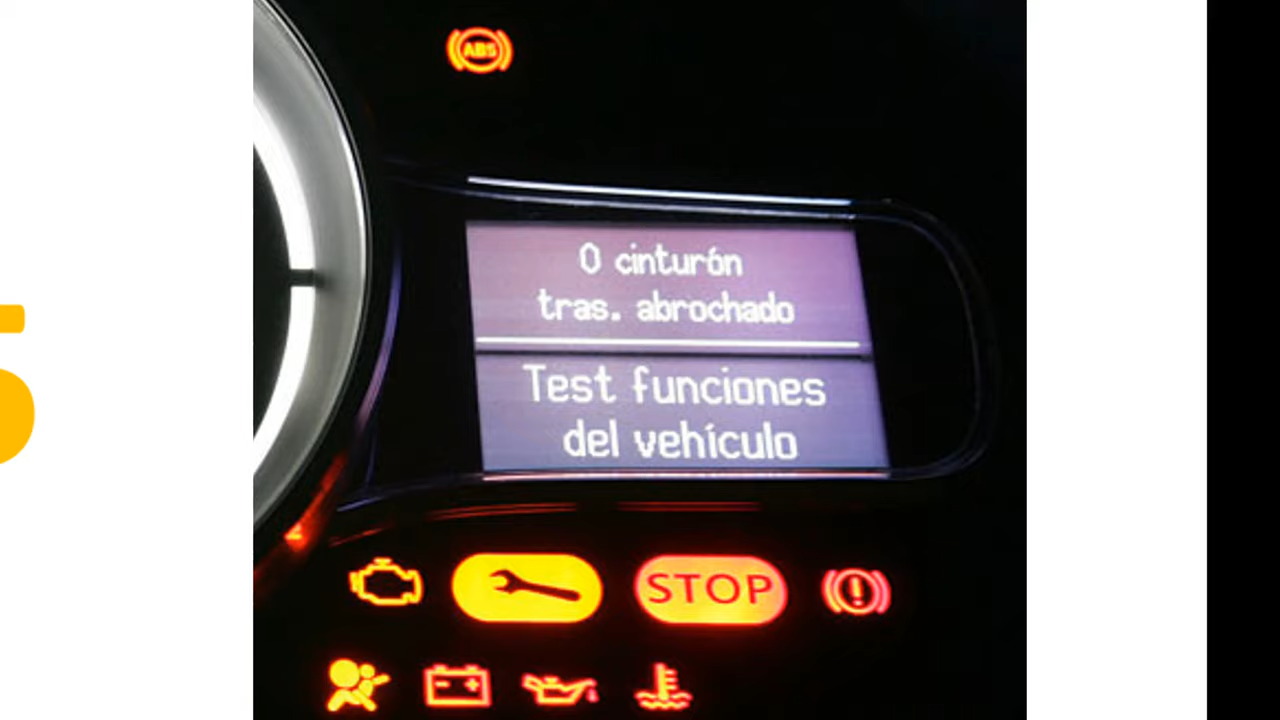 ABS
0 cinturón
tras. abrochado
Test funciones
del vehículo
STOP